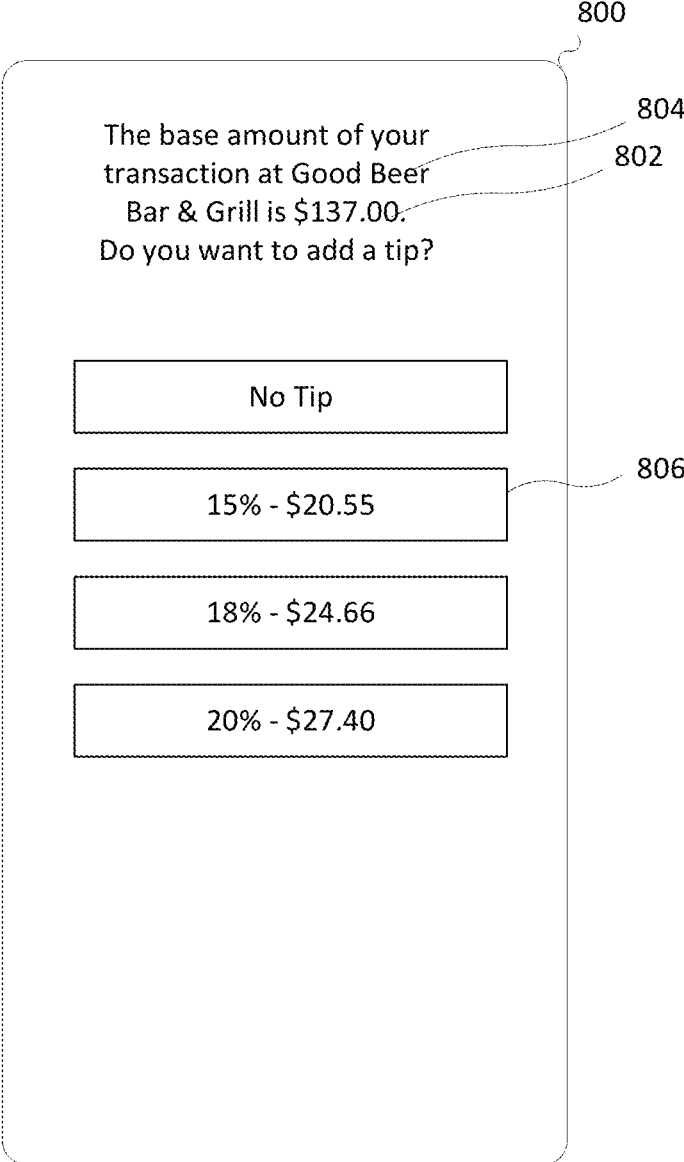 800
The base amount of your
804
transaction at Good Beer
802
Bar & Grill is $137.00.
Do you want to add a tip?
No Tip
806
15% - $20.55
18% - $24.66
20% - $27.40